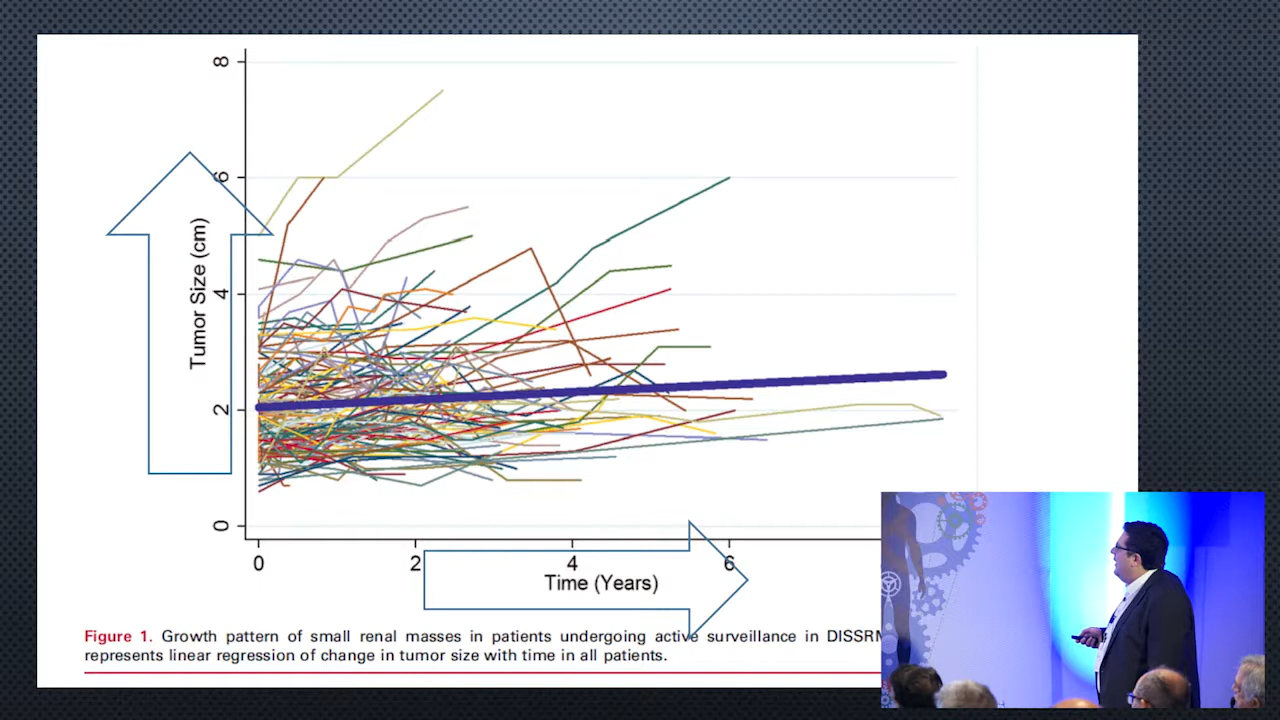 8
6
4
2
0
Tumor Size (cm)
0
2
4
6
Time (Years)
Figure 1. Growth pattern of small renal masses in patients undergoing active surveillance in
represents linear regression of change in tumor size with time in all patients.